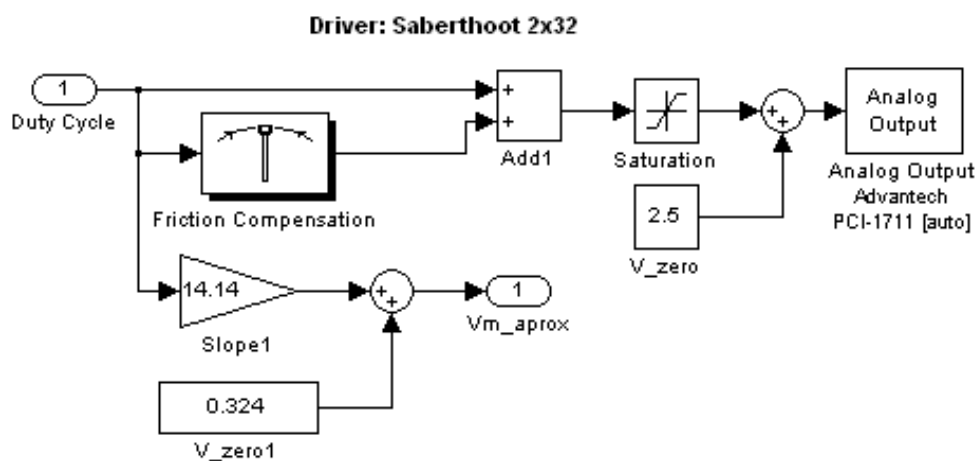 Driver: Saberthoot 2x32
1
Duty Cycle
Friction Compensation
+
+
Add1
Saturation
+
+
Analog
Output
Analog Output
Advantech
PCI-1711 [auto]
2.5
V_zero
14.14
Slope1
+
+
1
Vm_aprox
0.324
V_zero1